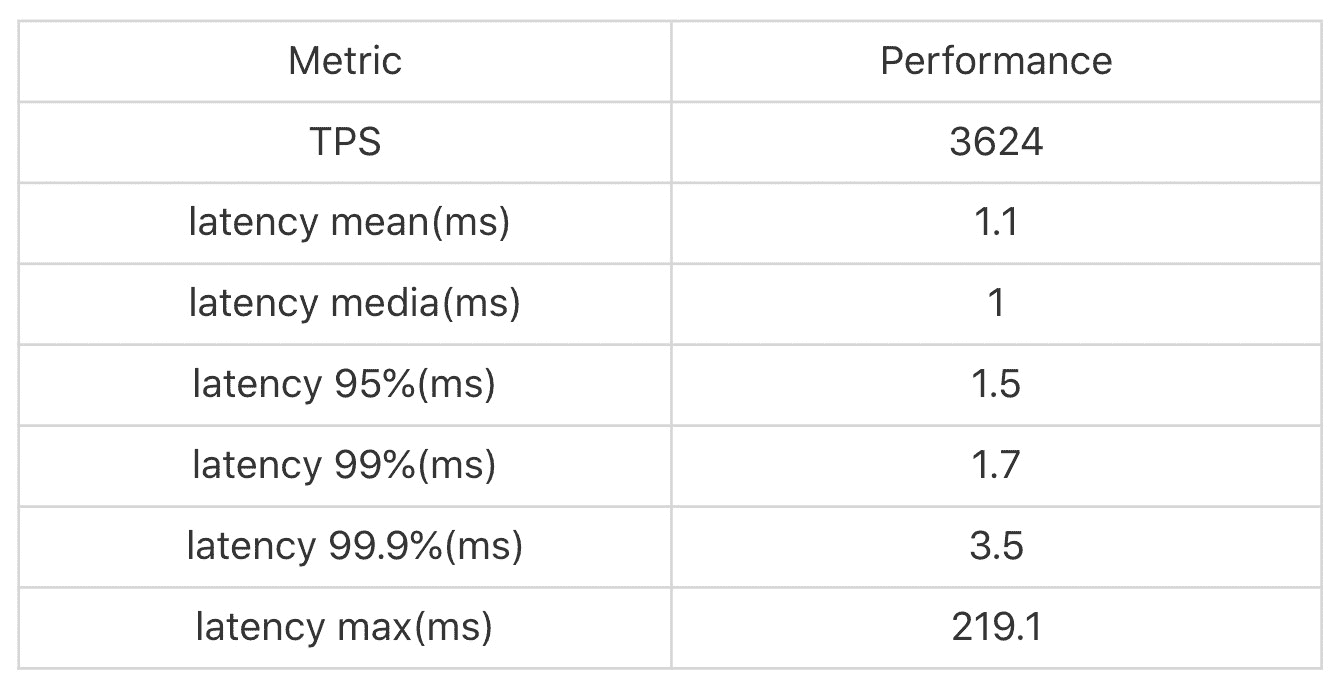 Metric Performance
TPS 3624
latency mean(ms) 1.1
latency media(ms) 1
latency 95%(ms) 1.5
latency 99%(ms) 1.7
latency 99.9%(ms) 3.5
latency max(ms) 219.1